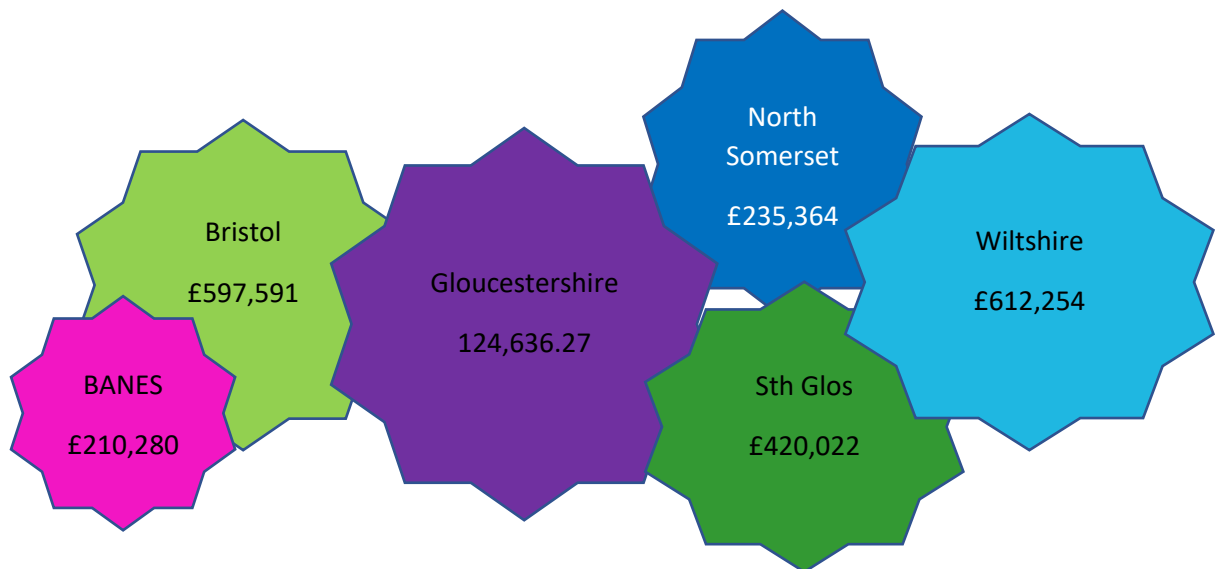 Bristol
£597,591
BANES
£210,280
Gloucestershire
124,636.27
North
Somerset
£235,364
Sth Glos
£420,022
Wiltshire
£612,254